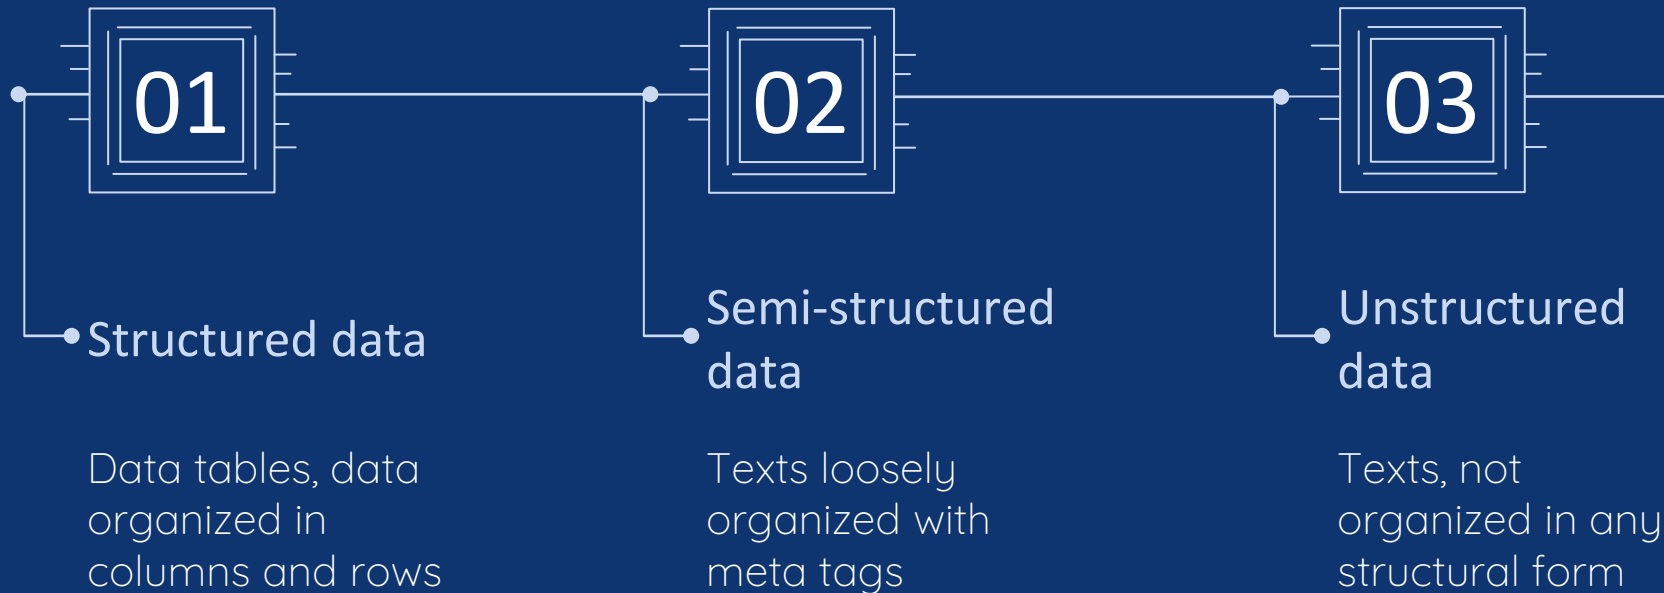 01
Structured data
Data tables, data
organized in
columns and rows
02
Semi-structured
data
Texts loosely
organized with
meta tags
03
Unstructured
data
Texts, not
organized in any
structural form